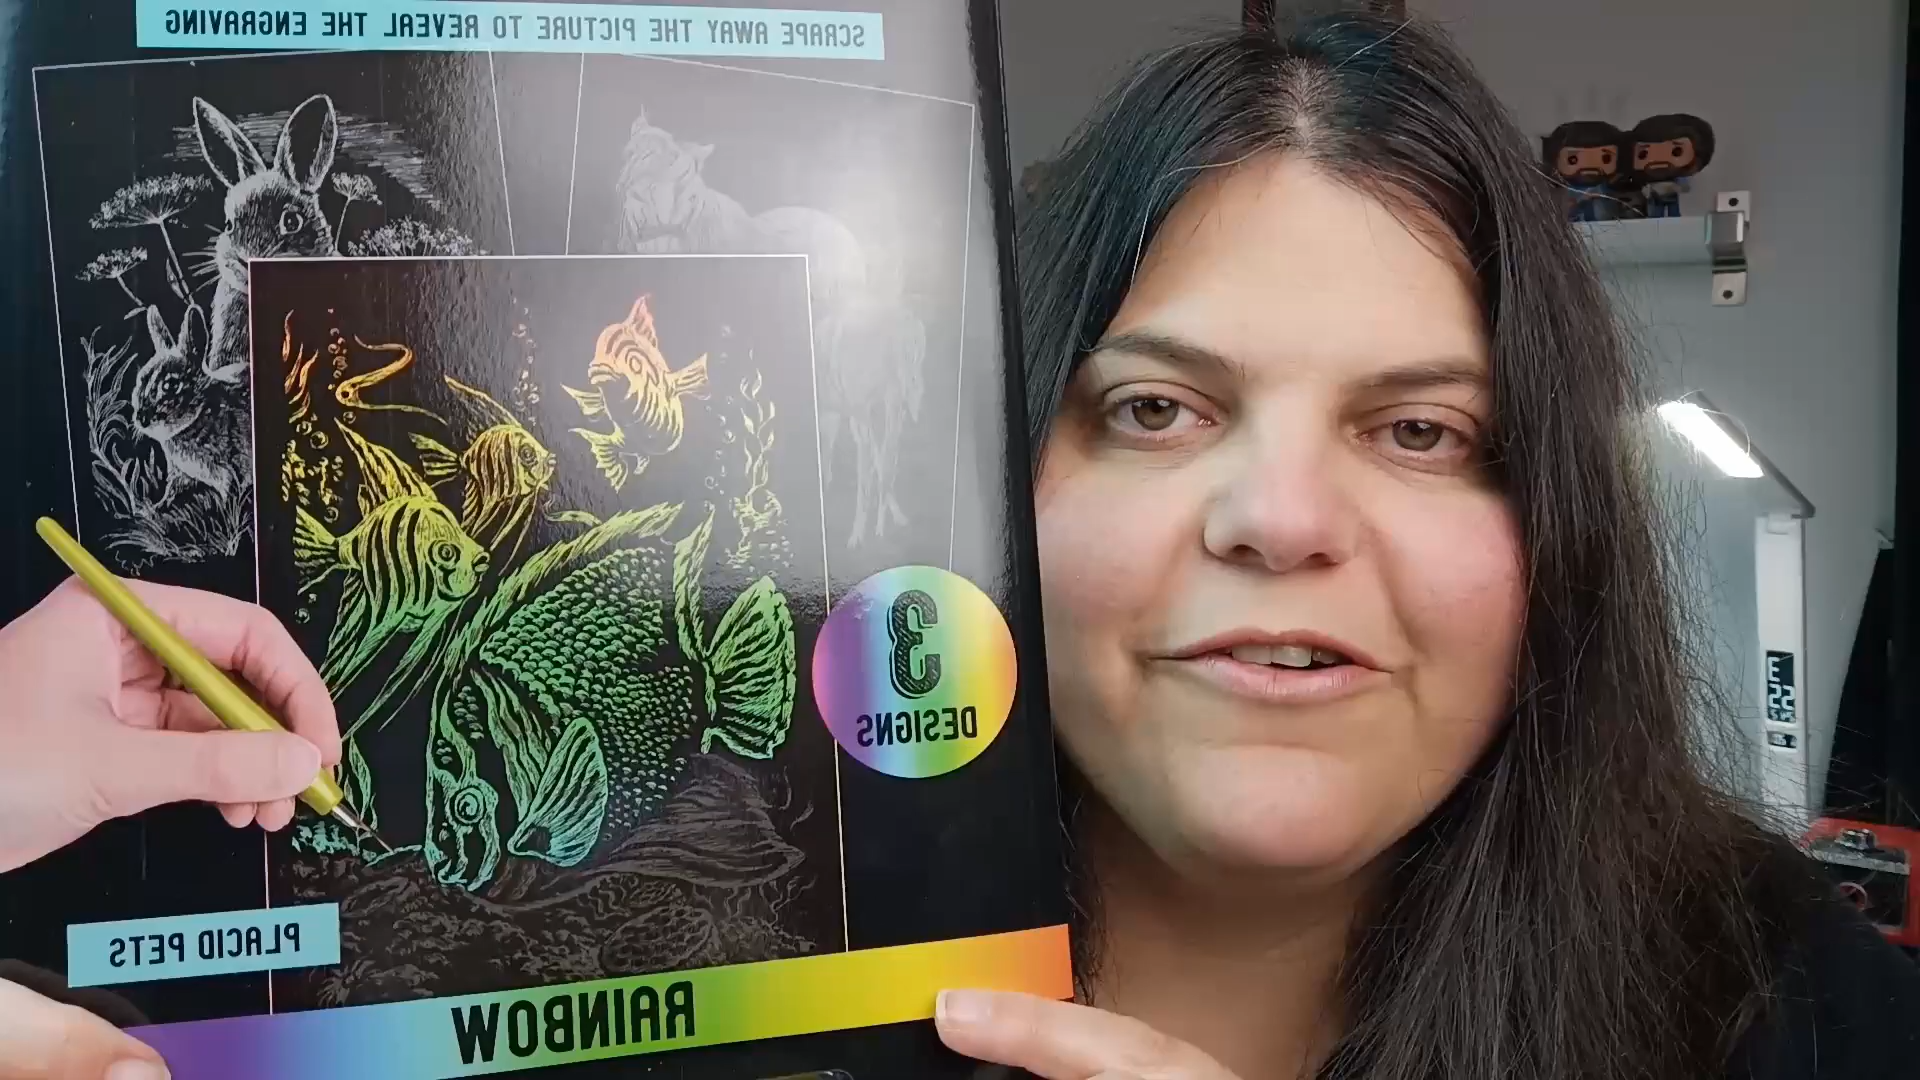 SCRAPE AWAY THE PICTURE TO REVEAL THE ENGRAVING
3
DESIGNS
PLACID PETS
RAINBOW